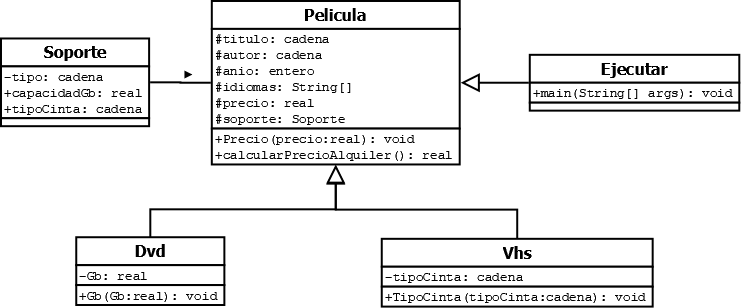 Pelicula
#titulo: cadena
#autor: cadena
#anio: entero
#idiomas: String[]
#precio: real
#soporte: Soporte
+Precio(precio:real): void
+calcularPrecioAlquiler(): real
Soporte
-tipo: cadena
+capacidadGb: real
+tipoCinta: cadena
Ejecutar
+main(String[] args): void
Dvd
-Gb: real
+Gb(Gb:real): void
Vhs
-tipoCinta: cadena
+TipoCinta(tipoCinta:cadena): void